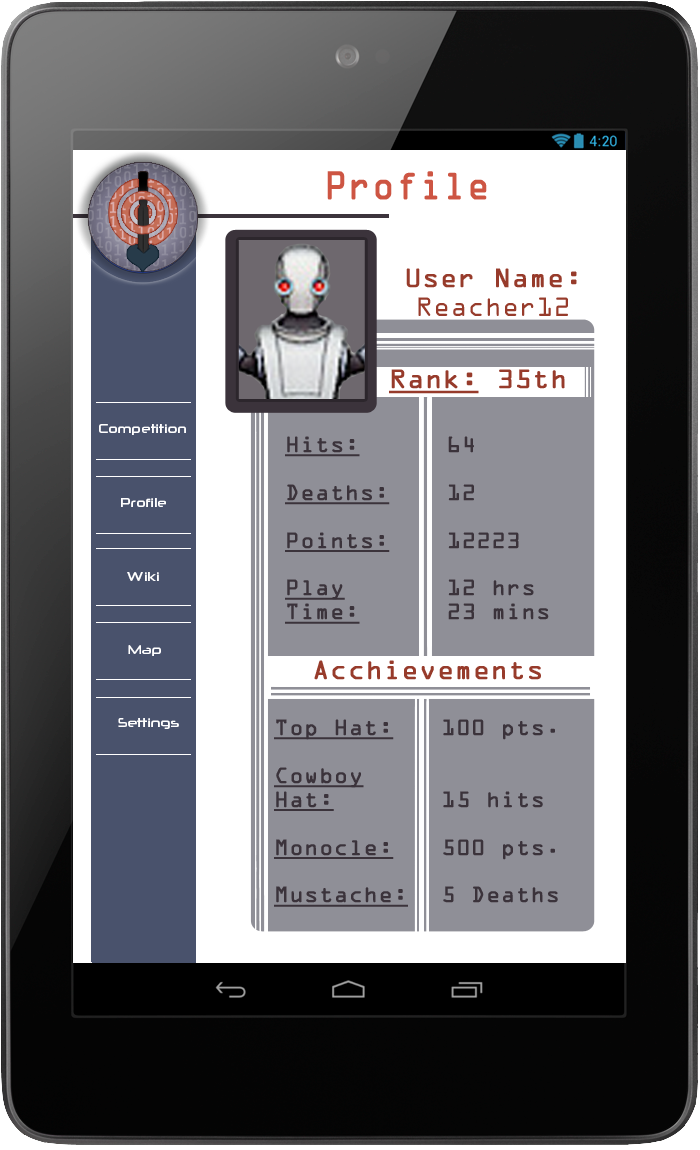 4:20
Profile
User Name:
Reacher12
Rank: 35th
Competition
Profile
Wiki
Map
Settings
Hits: 64
Deaths: 12
Points: 12223
Play 12 hrs
Time: 23 mins
Acchievements
Top Hat: 100 pts.
Cowboy
Hat: 15 hits
Monocle: 500 pts.
Mustache: 5 Deaths